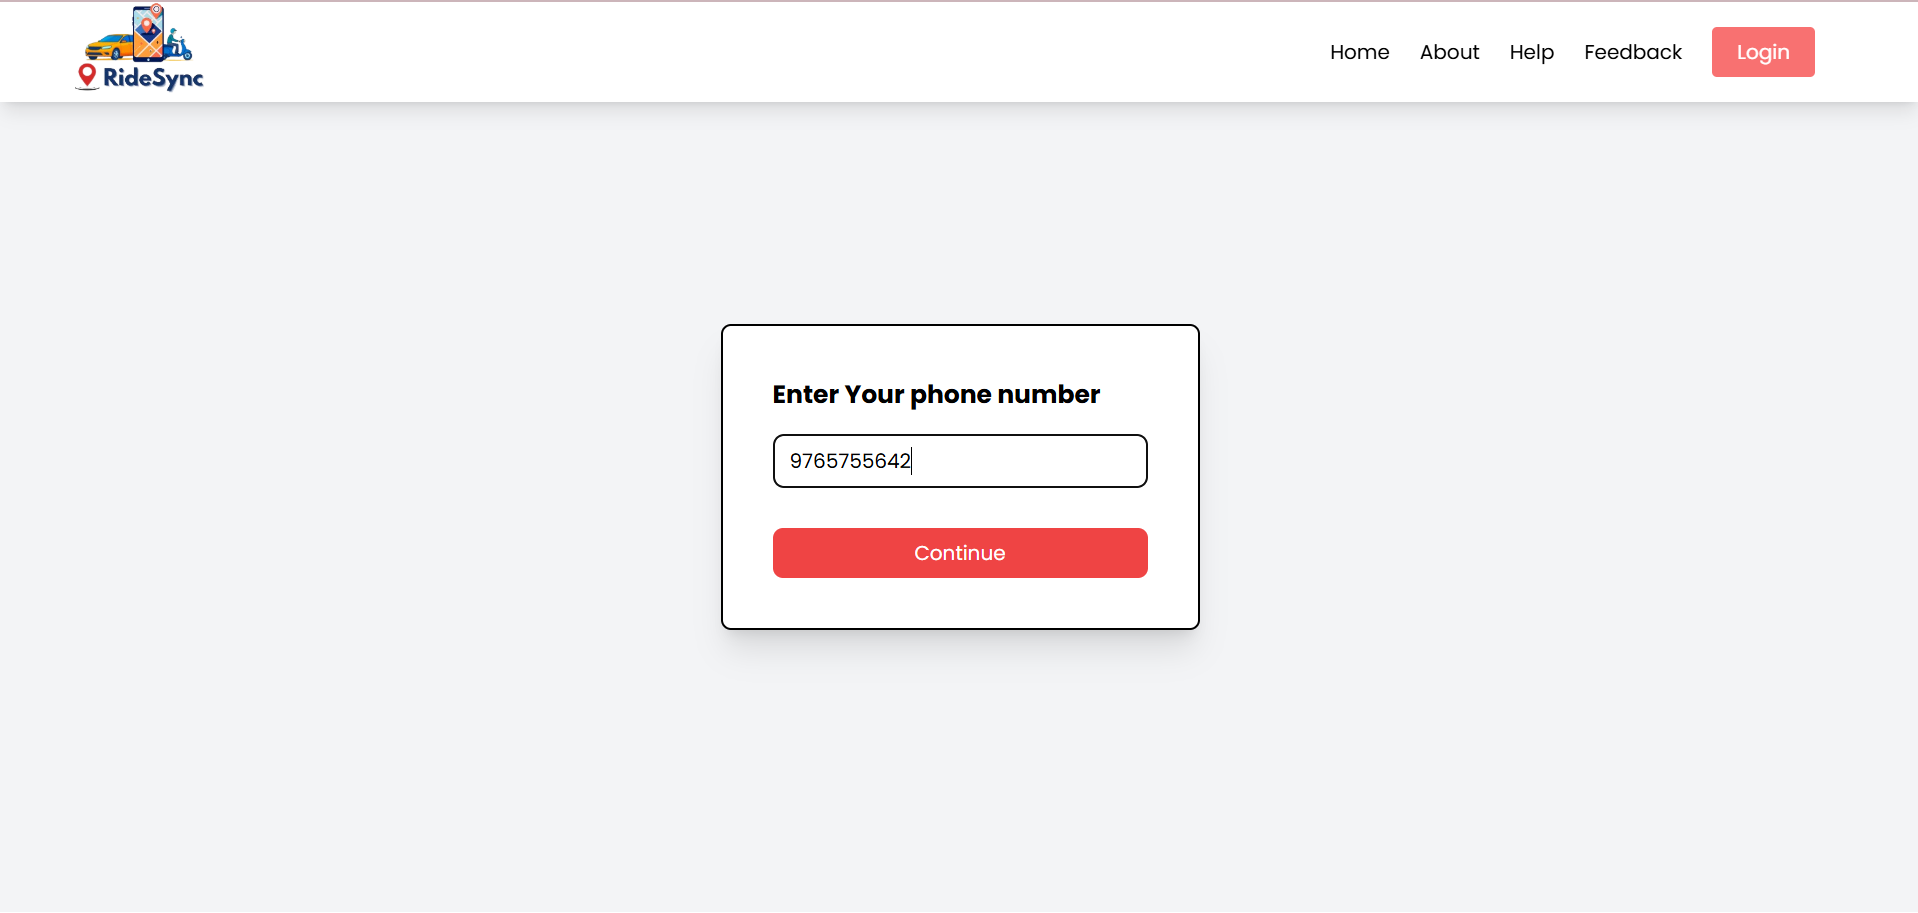 RideSync
Home About Help Feedback Login
Enter Your phone number
9765755642
Continue